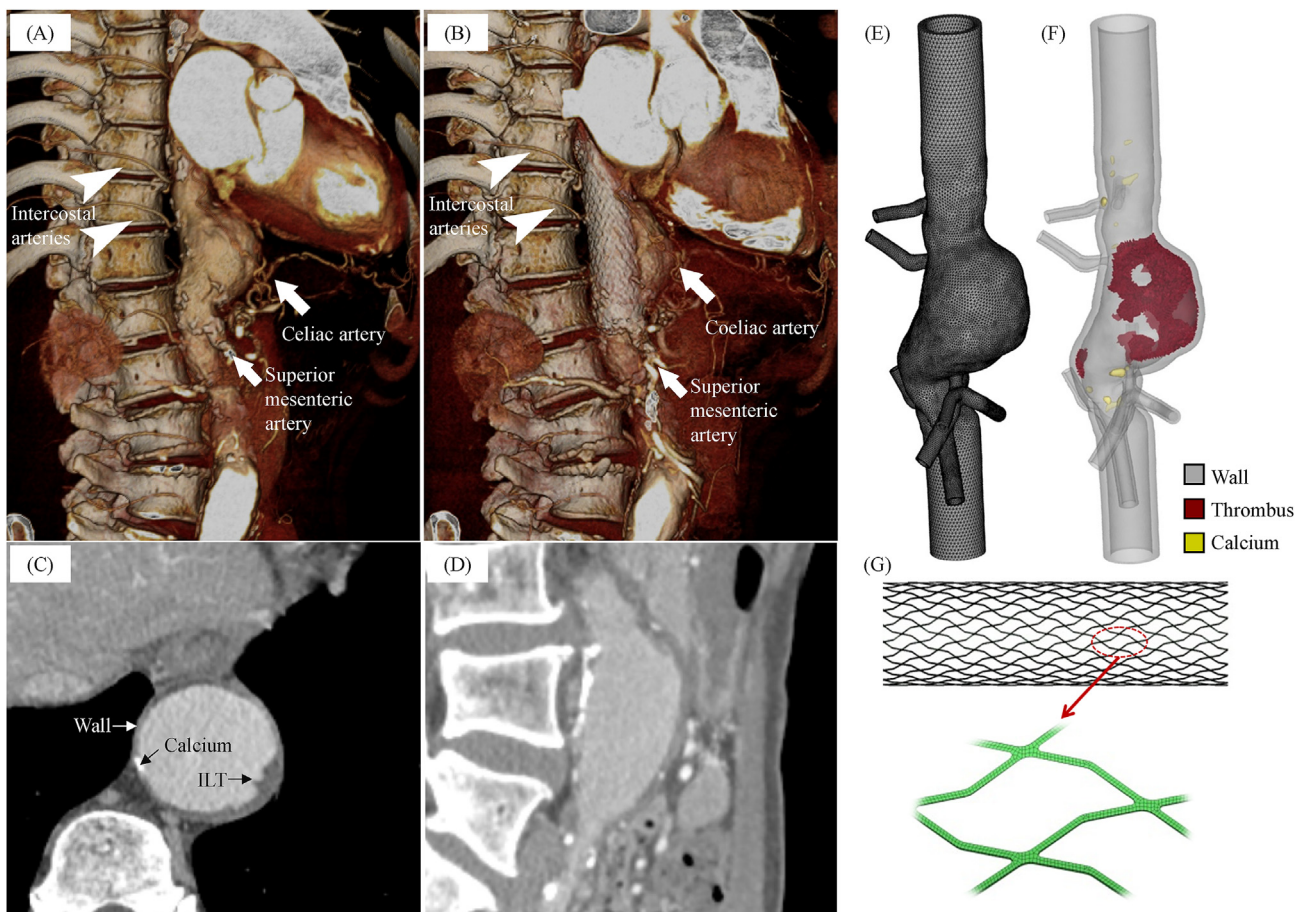 (A)
Intercostal
arteries
Celiac artery
Superior
mesenteric
artery
(B)
Intercostal
arteries
Coeliac artery
Superior
mesenteric
artery
(C)
Wall
Calcium
ILT
(D)
(E)
(F)
Wall
Thrombus
Calcium
(G)